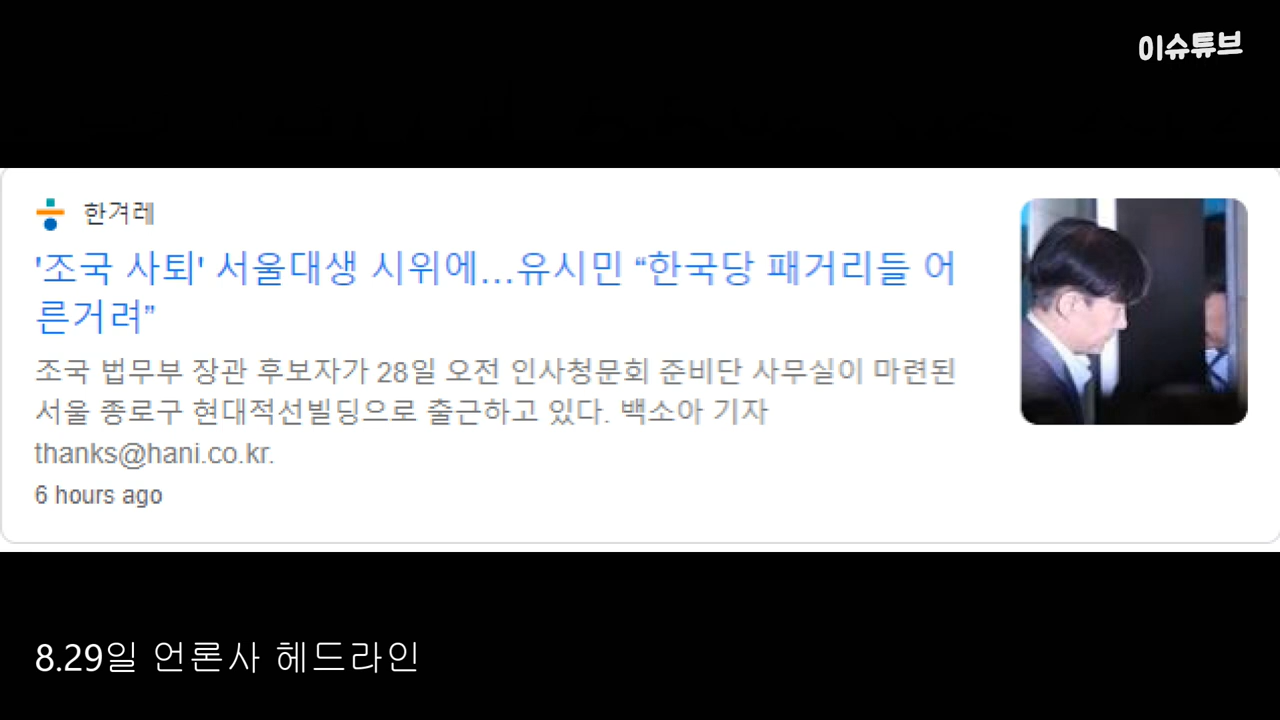 이슈튜브
한겨레
'조국 사퇴' 서울대생 시위에...유시민 “한국당 패거리들 어
른거려”
조국 법무부 장관 후보자가 28일 오전 인사청문회 준비단 사무실이 마련된
서울 종로구 현대적선빌딩으로 출근하고 있다. 백소아 기자
thanks@hani.co.kr.
6 hours ago
8.29일 언론사 헤드라인